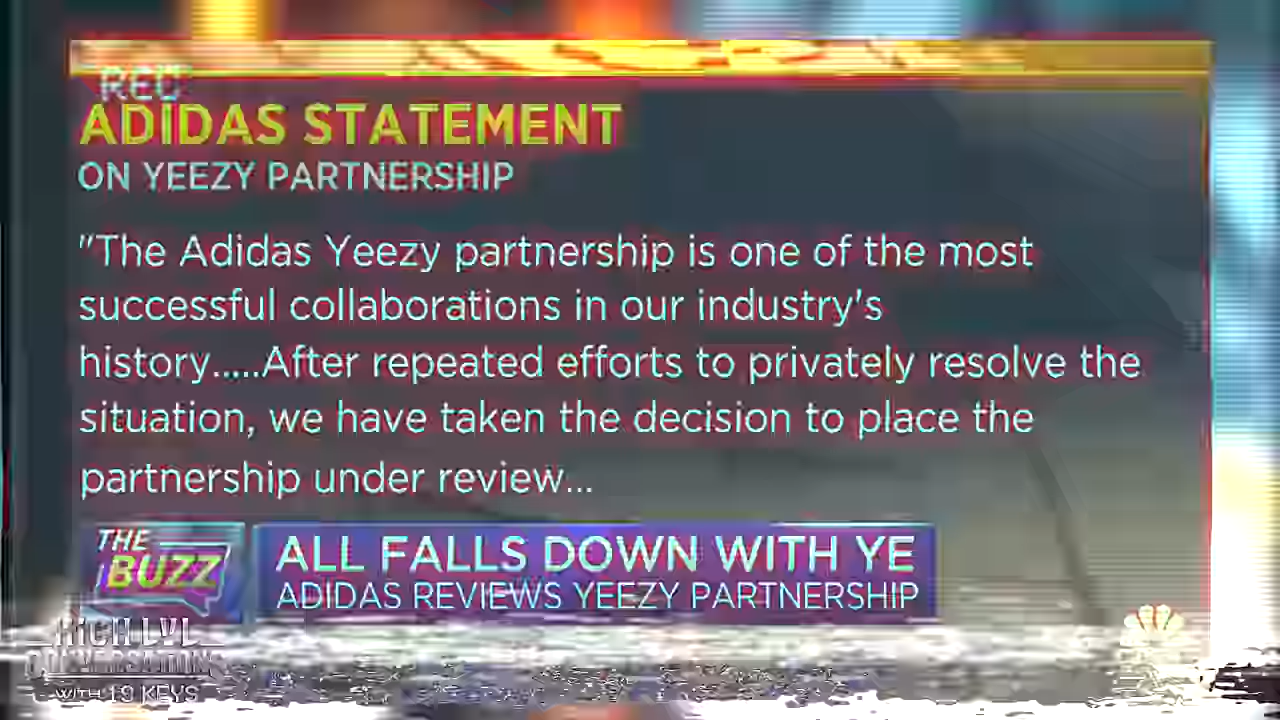 REC
ADIDAS STATEMENT
ON YEEZY PARTNERSHIP
"The Adidas Yeezy partnership is one of the most
successful collaborations in our industry's
history.....After repeated efforts to privately resolve the
situation, we have taken the decision to place the
partnership under review...
THE
BUZZ
ALL FALLS DOWN WITH YE
ADIDAS REVIEWS YEEZY PARTNERSHIP
HIGH LVL
CONVERSATIONS
WITH 19 KEYS